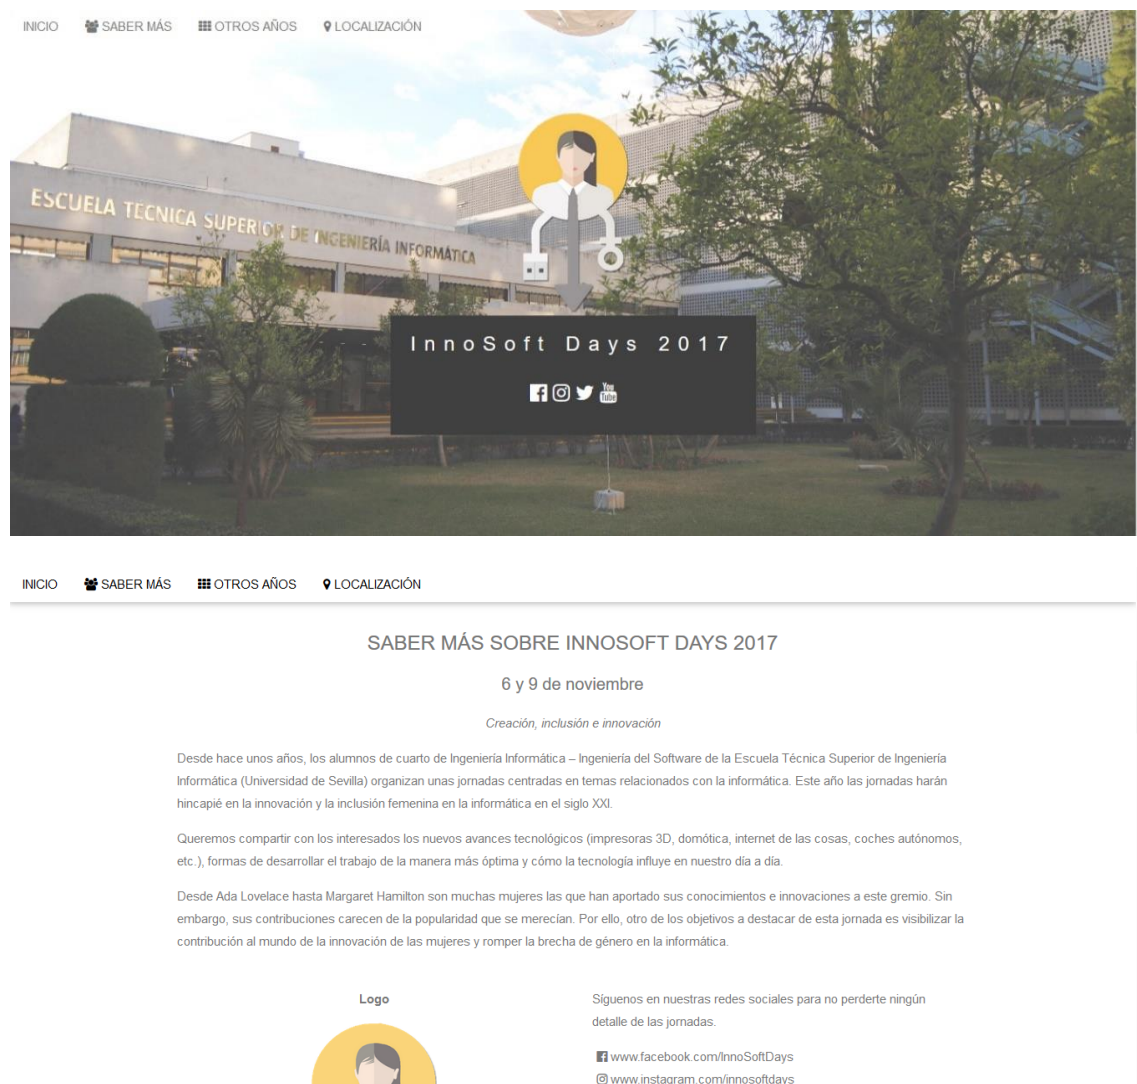 INICIO SABER MÁS OTROS AÑOS LOCALIZACIÓN
ESCUELA TECNICA SUPERIOR DE INGENIERÍA INFORMÁTICA
InnoSoft Days 2017
You
Tube
INICIO SABER MÁS OTROS AÑOS LOCALIZACIÓN
SABER MÁS SOBRE INNOSOFT DAYS 2017
6 y 9 de noviembre
Creación, inclusión e innovación
Desde hace unos años, los alumnos de cuarto de Ingeniería Informática – Ingeniería del Software de la Escuela Técnica Superior de Ingeniería
Informática (Universidad de Sevilla) organizan unas jornadas centradas en temas relacionados con la informática. Este año las jornadas harán
hincapié en la innovación y la inclusión femenina en la informática en el siglo XXI.
Queremos compartir con los interesados los nuevos avances tecnológicos (impresoras 3D, domótica, internet de las cosas, coches autónomos,
etc.), formas de desarrollar el trabajo de la manera más óptima y cómo la tecnología influye en nuestro día a día.
Desde Ada Lovelace hasta Margaret Hamilton son muchas mujeres las que han aportado sus conocimientos e innovaciones a este gremio. Sin
embargo, sus contribuciones carecen de la popularidad que se merecían. Por ello, otro de los objetivos a destacar de esta jornada es visibilizar la
contribución al mundo de la innovación de las mujeres y romper la brecha de género en la informática.
Logo
Síguenos en nuestras redes sociales para no perderte ningún
detalle de las jornadas.
www.facebook.com/InnoSoftDays
www.instagram.com/innosoftdays